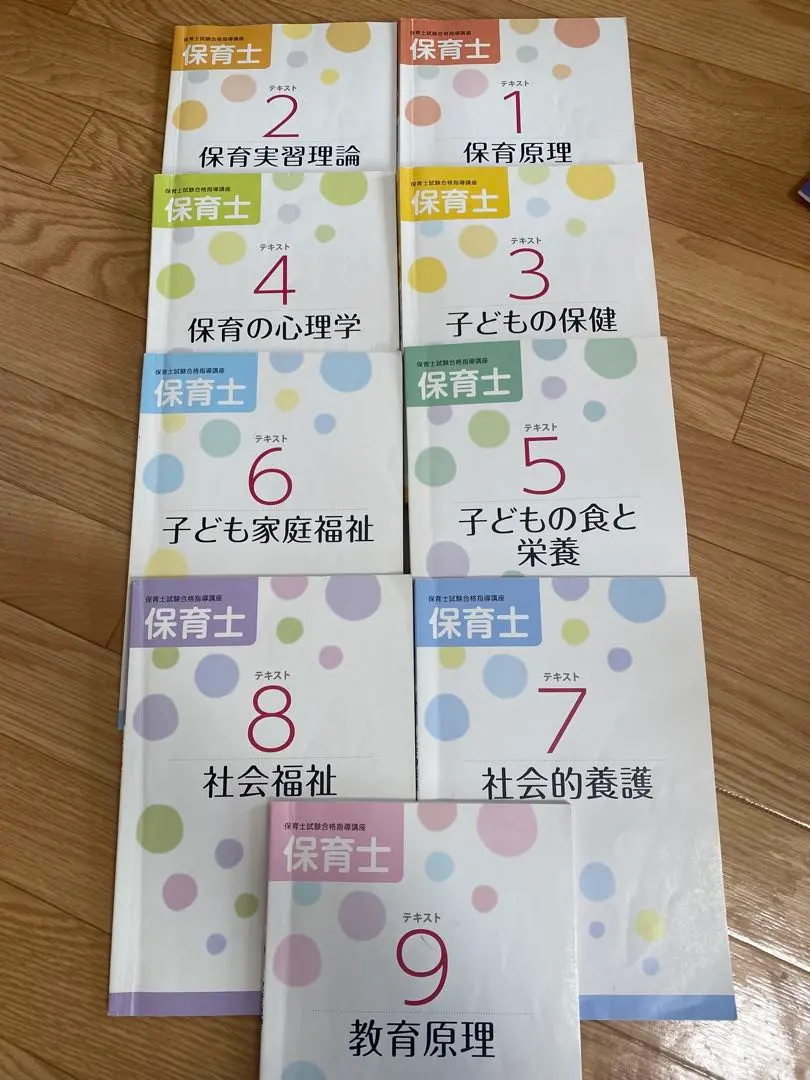 保育士試験合格指導講座
保育士
テキスト
2
保育実習理論
保育士試験合格指導講座
保育士
テキスト
1
保育原理
保育士試験合格指導講座
保育士
テキスト
4
保育の心理学
保育士試験合格指導講座
保育士
テキスト
3
子どもの保健
保育士試験合格指導講座
保育士
テキスト
6
子ども家庭福祉
保育士試験合格指導講座
保育士
テキスト
5
子どもの食と
栄養
保育士試験合格指導講座
保育士
テキスト
8
社会福祉
保育士試験合格指導講座
保育士
テキスト
7
社会的養護
保育士試験合格指導講座
保育士
テキスト
9
教育原理